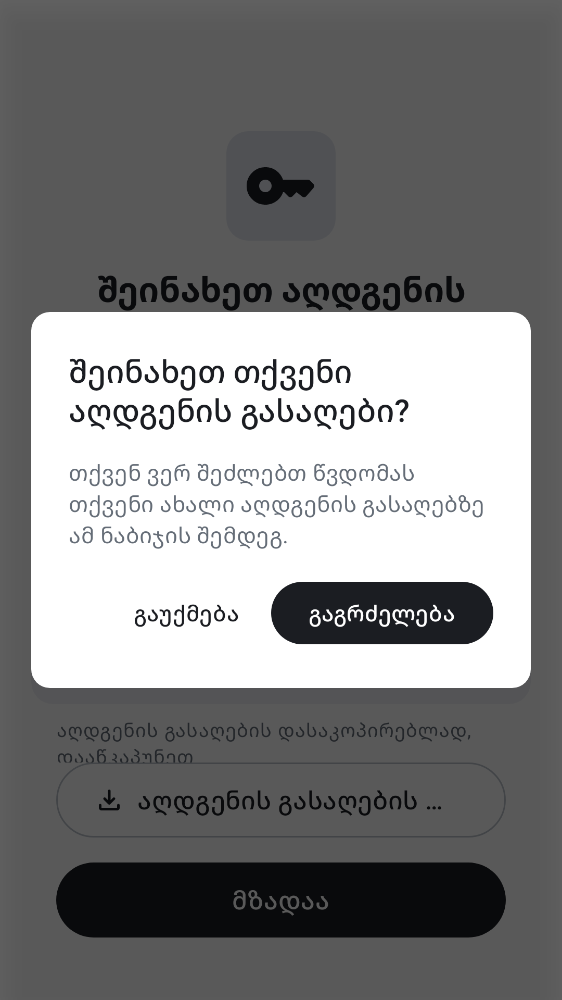 შეინახეთ აღდგენის
შეინახეთ თქვენი
აღდგენის გასაღები?
თქვენ ვერ შეძლებთ წვდომას
თქვენი ახალი აღდგენის გასაღებზე
ამ ნაბიჯის შემდეგ.
გაუქმება
გაგრძელება
აღდგენის გასაღების დასაკოპირებლად,
დააწკაპუნეთ
აღდგენის გასაღების ...
მზადაა